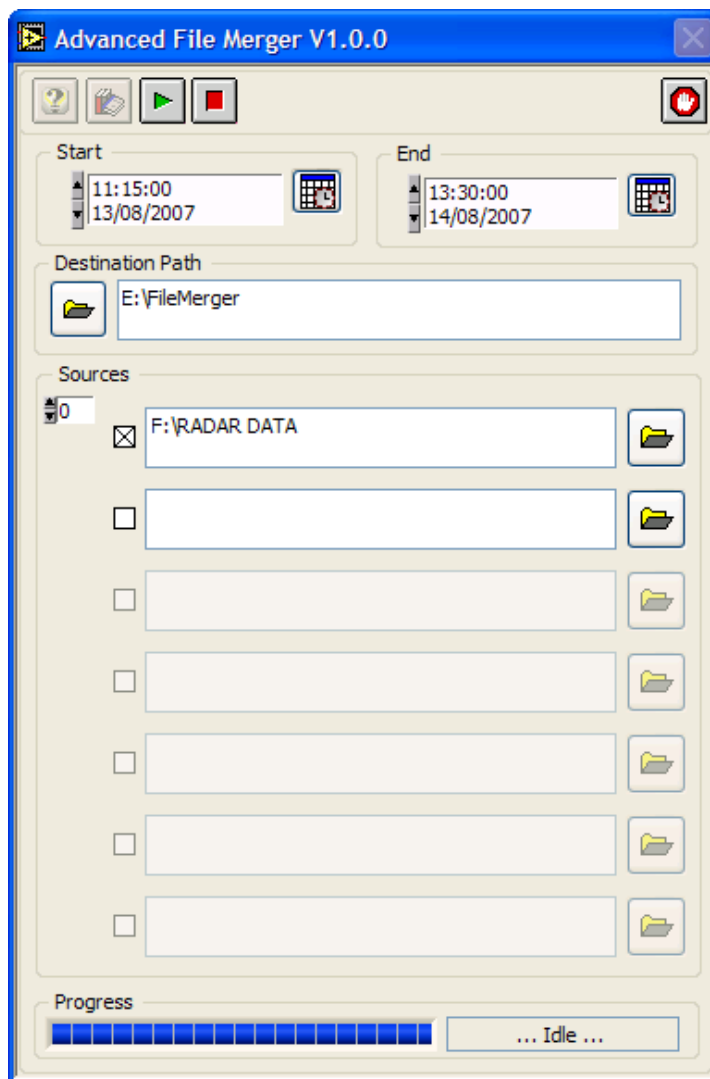 Advanced File Merger V1.0.0
Start
11:15:00
13/08/2007
End
13:30:00
14/08/2007
Destination Path
E:\FileMerger
Sources
0
F:\RADAR DATA
Progress
... Idle ...